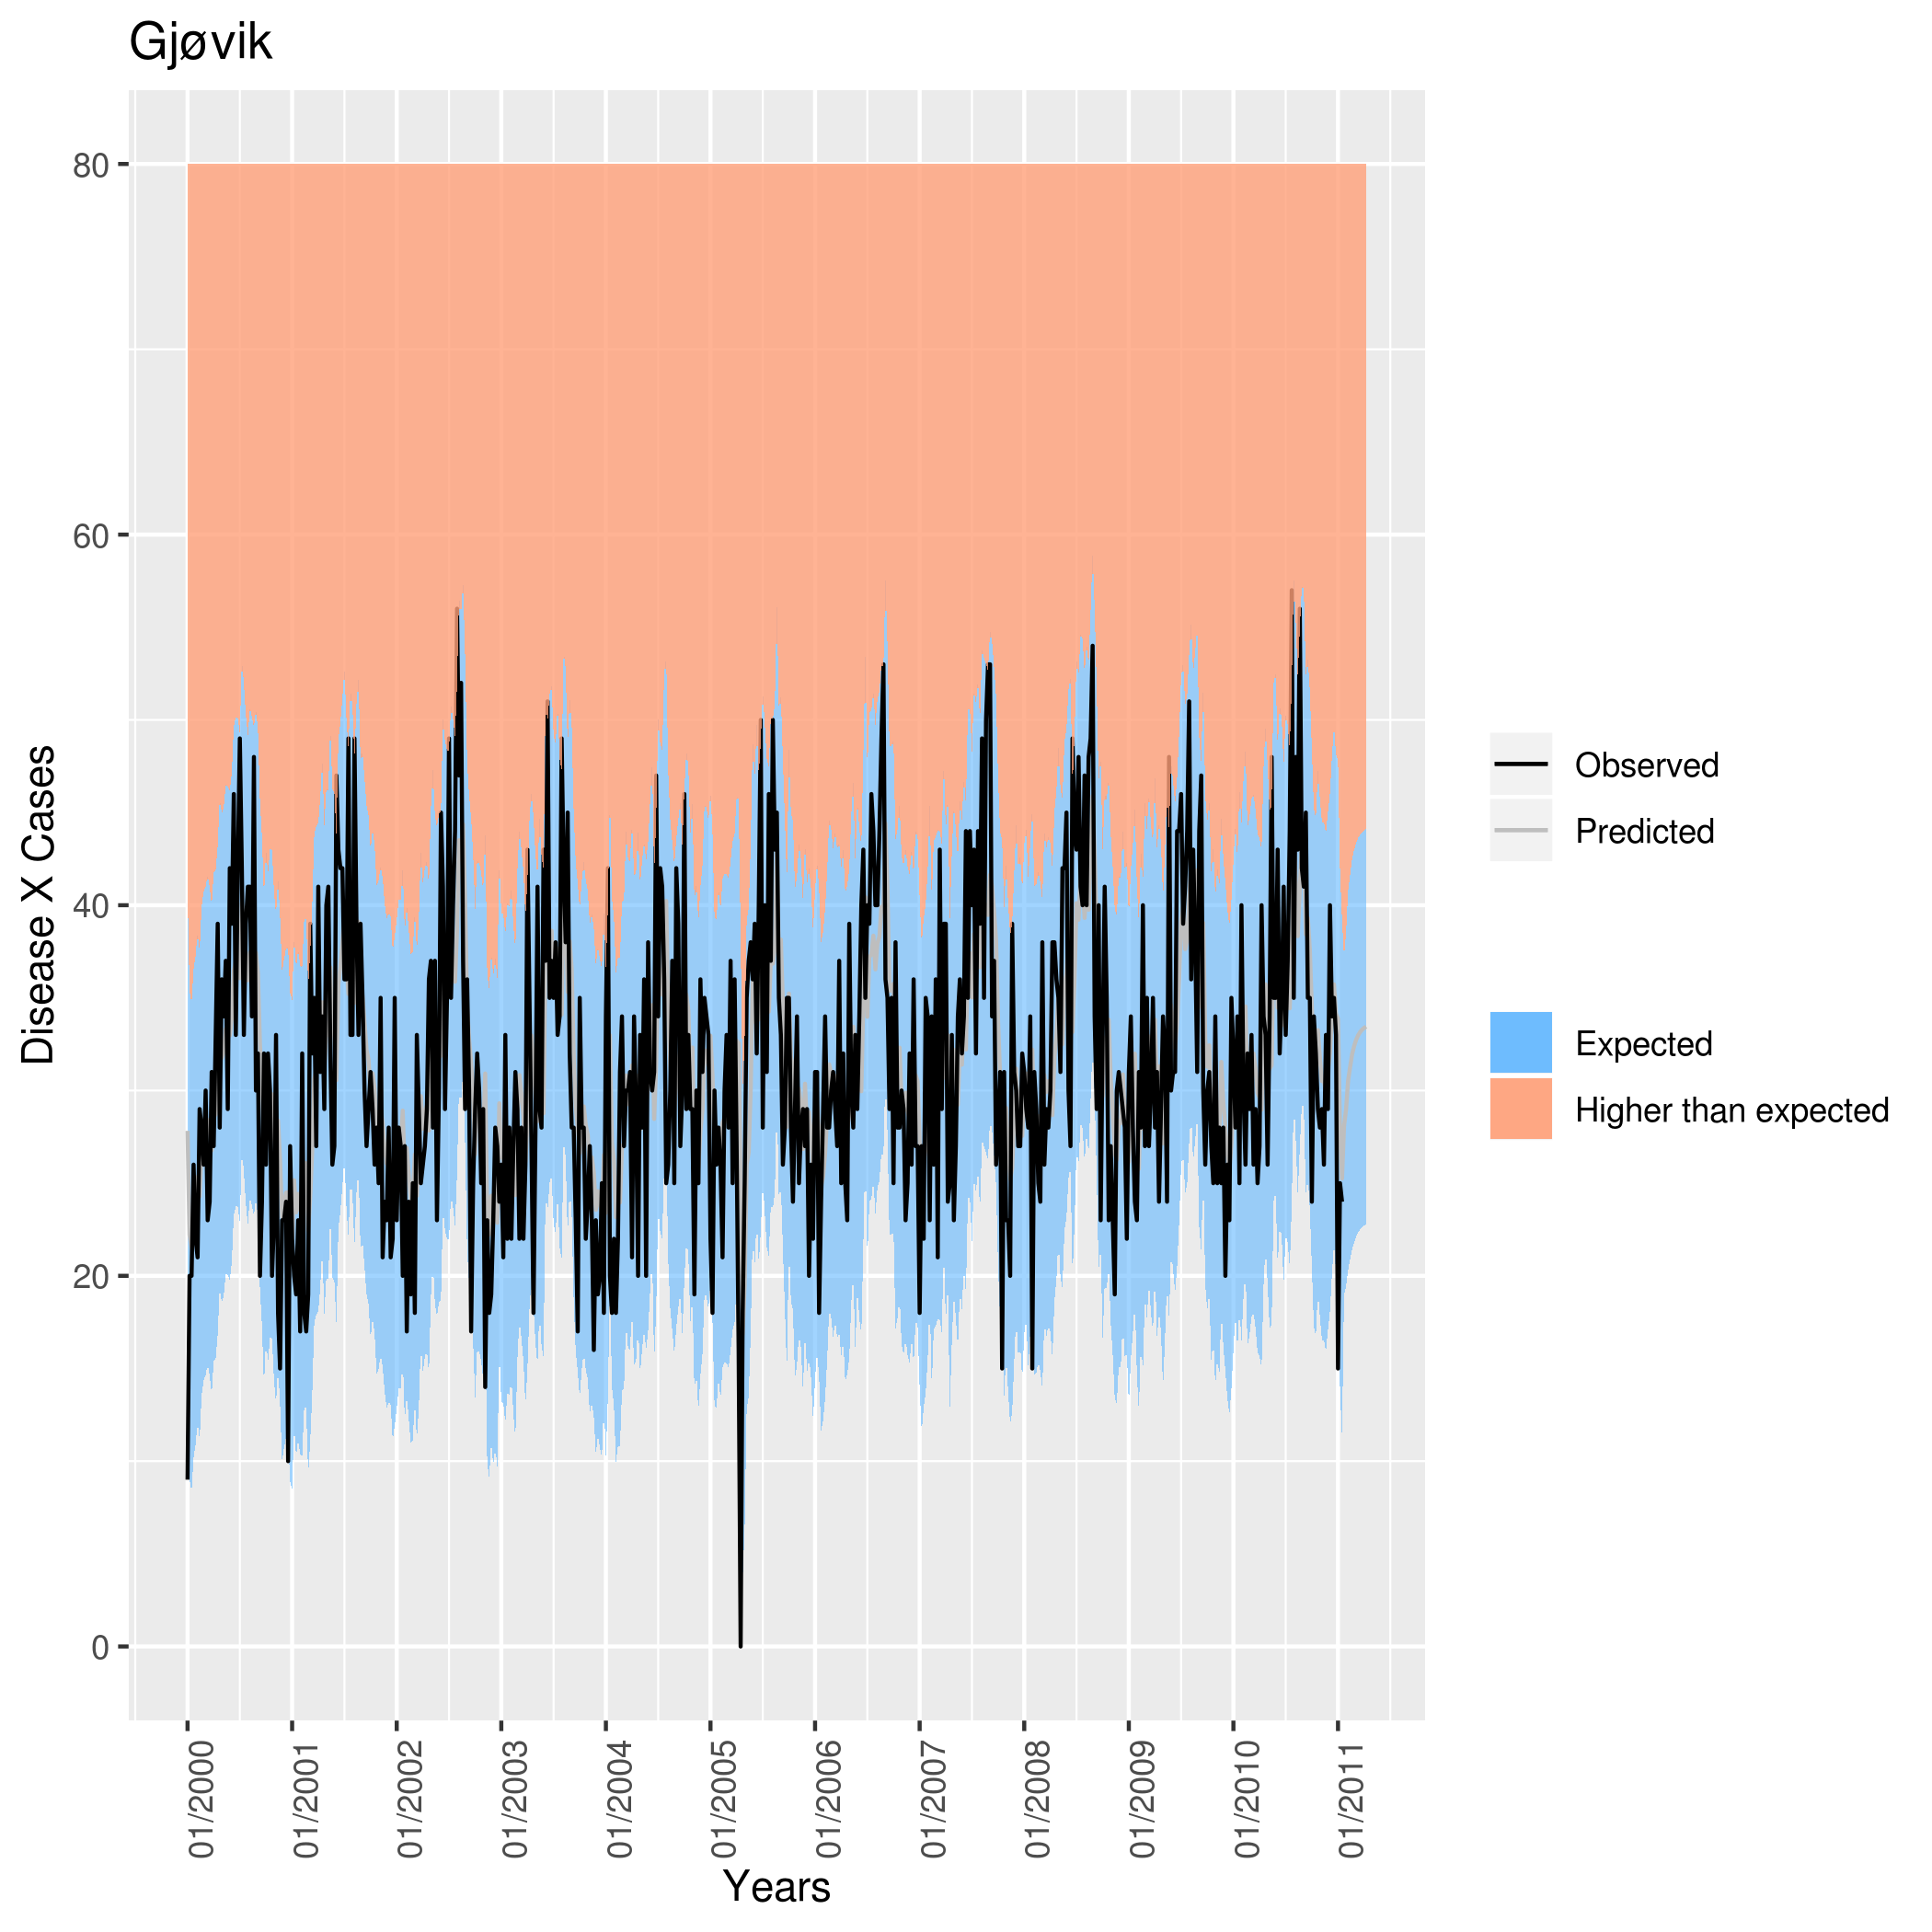 Gjøvik
Disease X Cases
80
60
40
20
0
01/2000
01/2001
01/2002
01/2003
01/2004
01/2005
01/2006
01/2007
01/2008
01/2009
01/2010
01/2011
Years
Observed
Predicted
Expected
Higher than expected